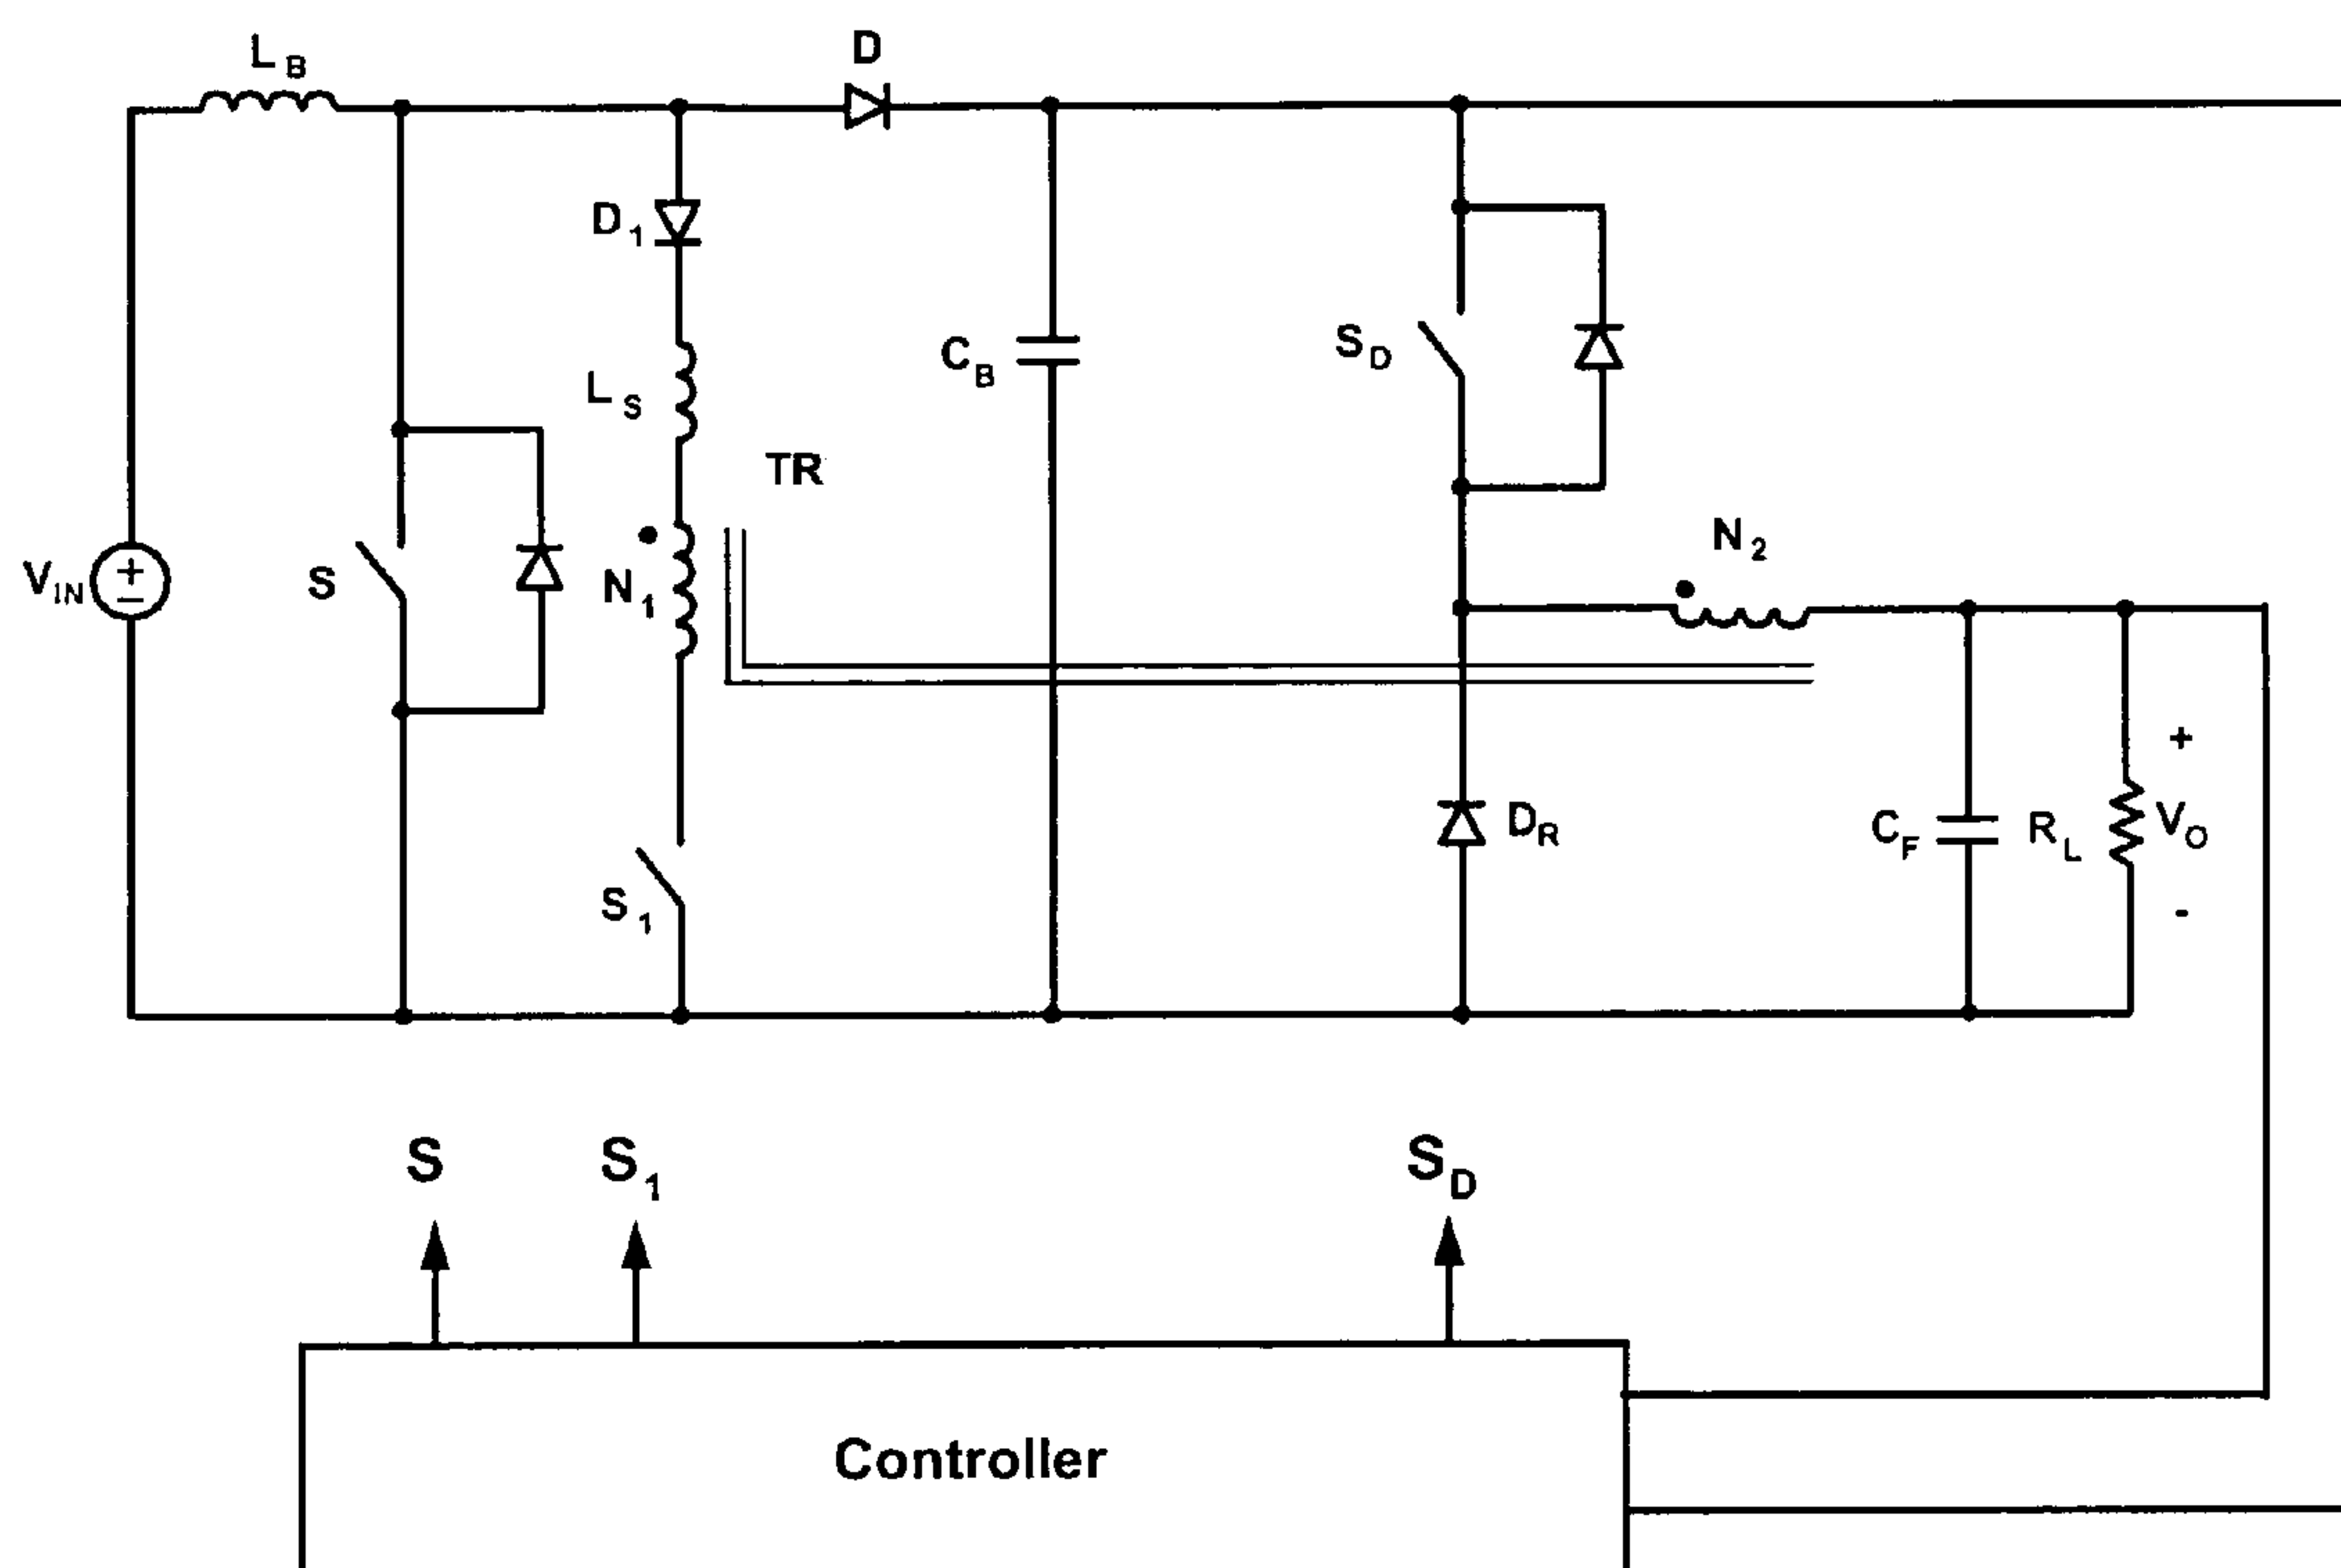 L B
D
D 1
L S
C B
S D
TR
N 2
V IN
+
−
S
N 1
+
D R
C F
R L
V O
S 1
-
S
S 1
S D
Controller